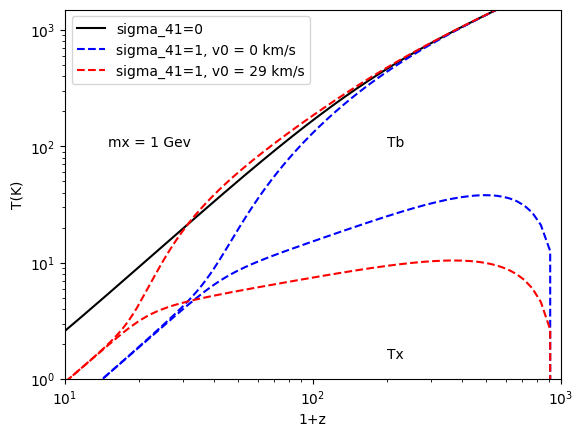 sigma_41=0
sigma_41=1, v0 = 0 km/s
sigma_41=1, v0 = 29 km/s
mx = 1 Gev
Tb
Tx
T(K)
10³
10²
10¹
10⁰
10¹
10²
10³
1+z